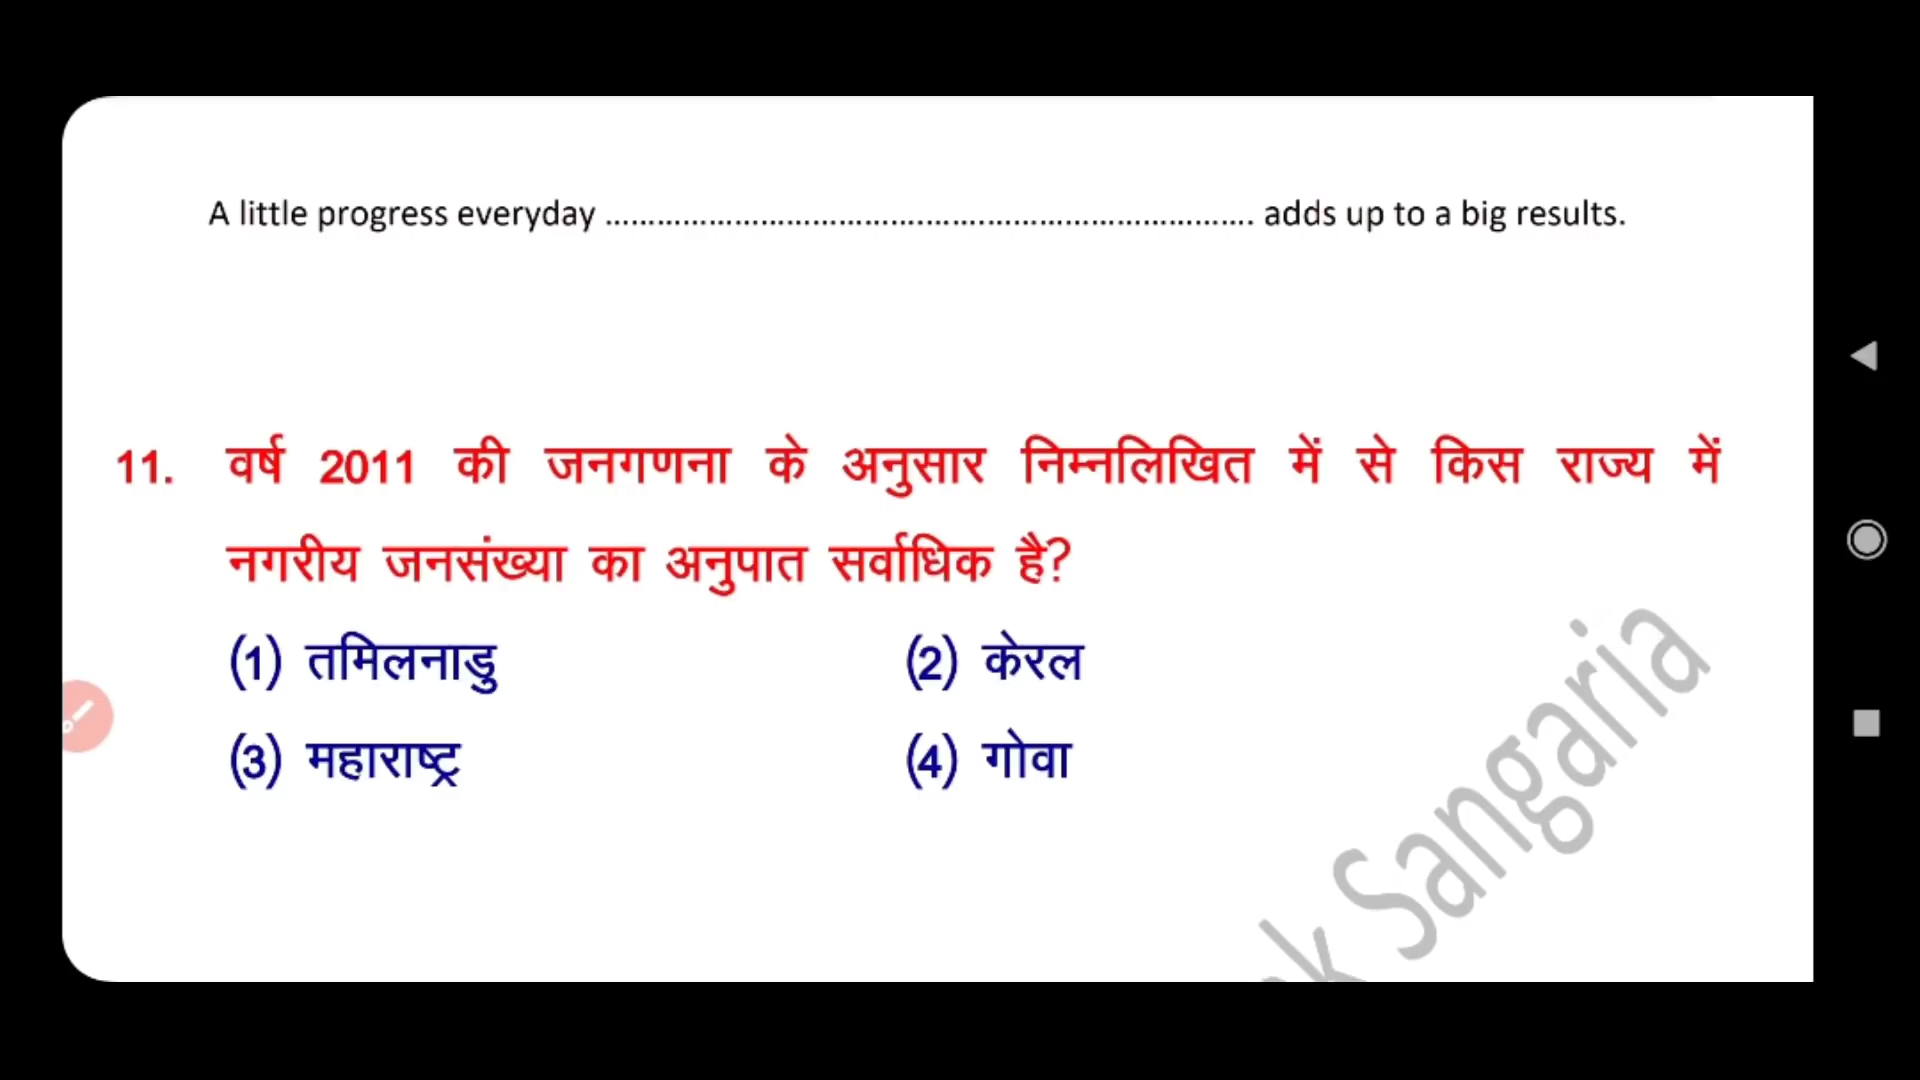 A little progress everyday ........................................................................ adds up to a big results.
11. वर्ष 2011 की जनगणना के अनुसार निम्नलिखित में से किस राज्य में
नगरीय जनसंख्या का अनुपात सर्वाधिक है?
(1) तमिलनाडु (2) केरल
(3) महाराष्ट्र (4) गोवा
Sangaria